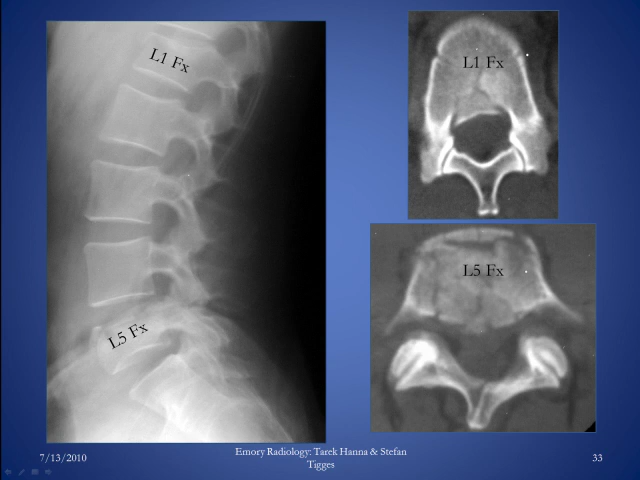 L1 Fx
L5 Fx
L1 Fx
L5 Fx
7/13/2010
Emory Radiology: Tarek Hanna & Stefan
Tigges
33